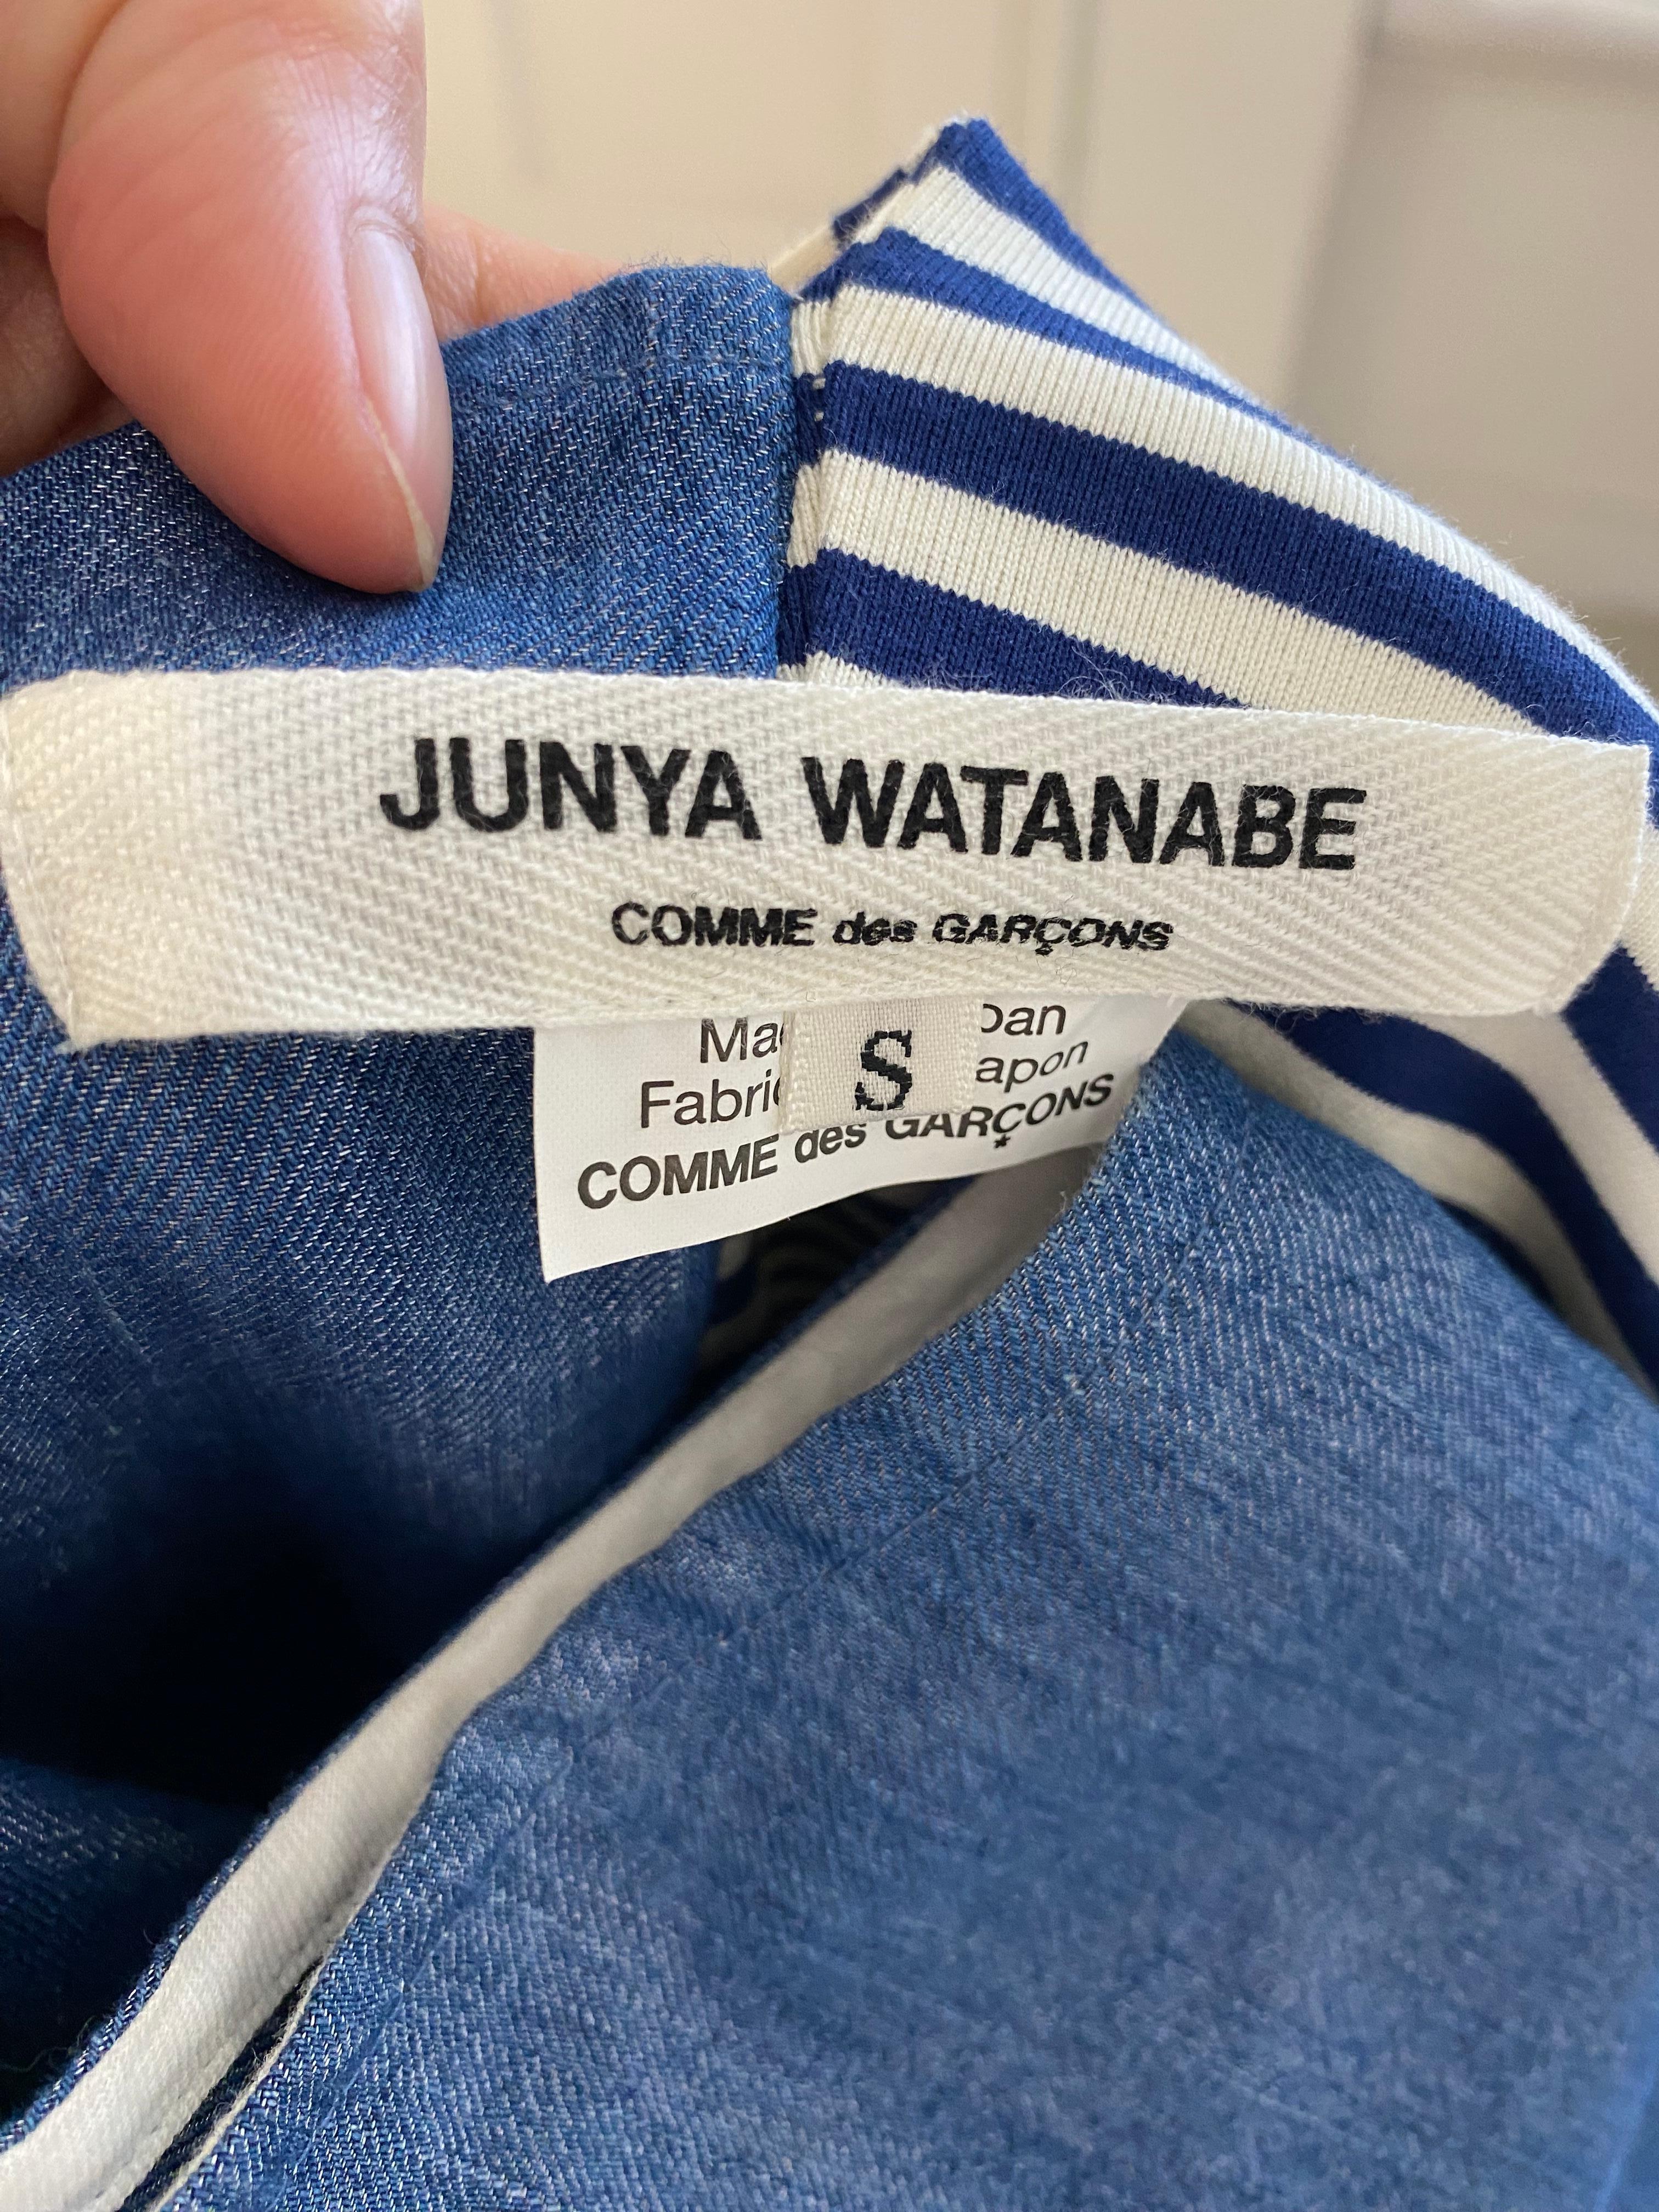 JUNYA WATANABE
COMME des GARÇONS
S
COMME des GARÇONS